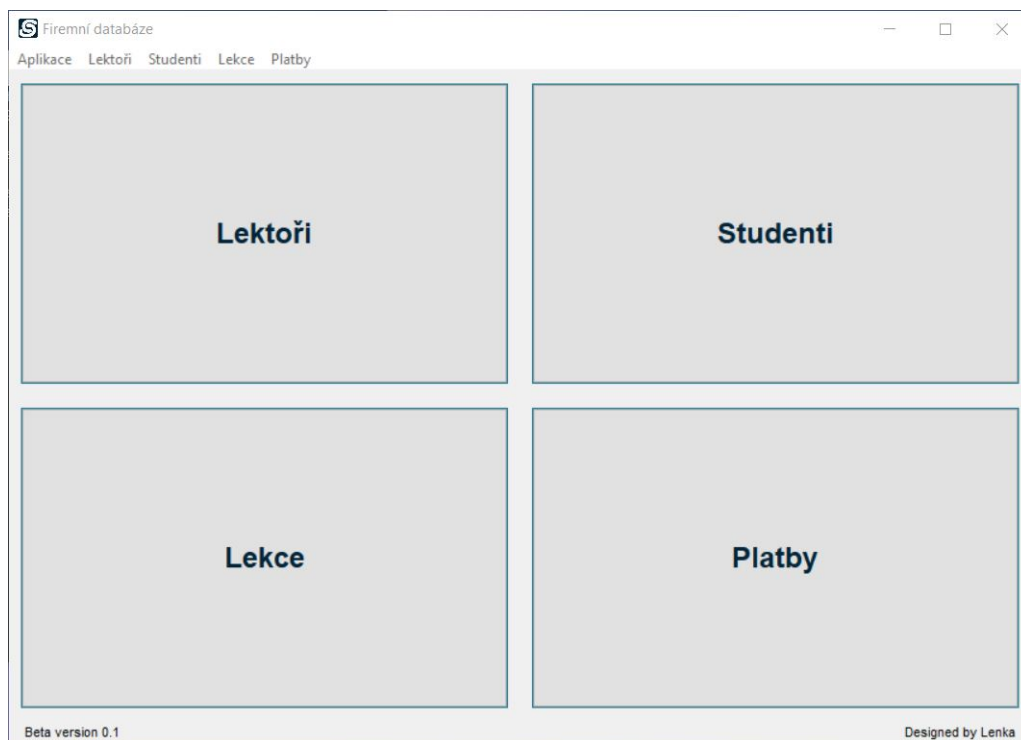 Firemní databáze
Aplikace Lektoři Studenti Lekce Platby
Lektoři
Studenti
Lekce
Platby
Beta version 0.1
Designed by Lenka